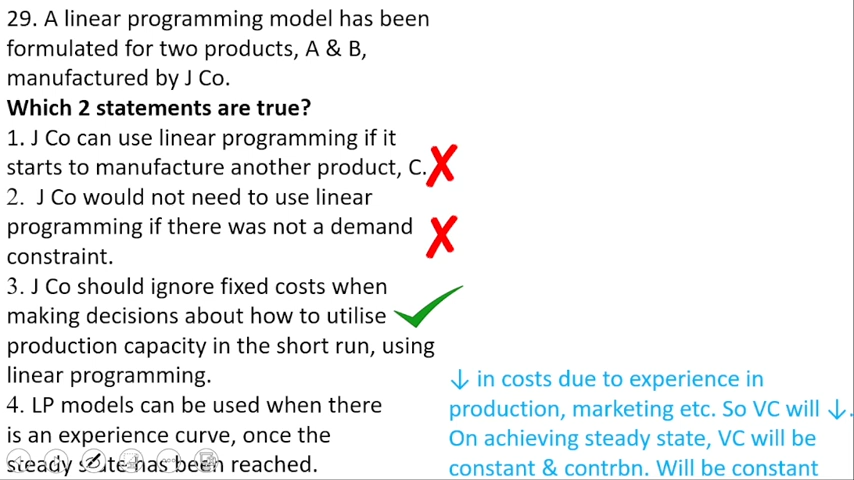 29. A linear programming model has been
formulated for two products, A & B,
manufactured by J Co.
Which 2 statements are true?
1. J Co can use linear programming if it
starts to manufacture another product, C.
2. J Co would not need to use linear
programming if there was not a demand
constraint.
3. J Co should ignore fixed costs when
making decisions about how to utilise
production capacity in the short run, using
linear programming.
4. LP models can be used when there
is an experience curve, once the
steady state has been reached.
↓ in costs due to experience in
production, marketing etc. So VC will ↓.
On achieving steady state, VC will be
constant & contrbn. Will be constant